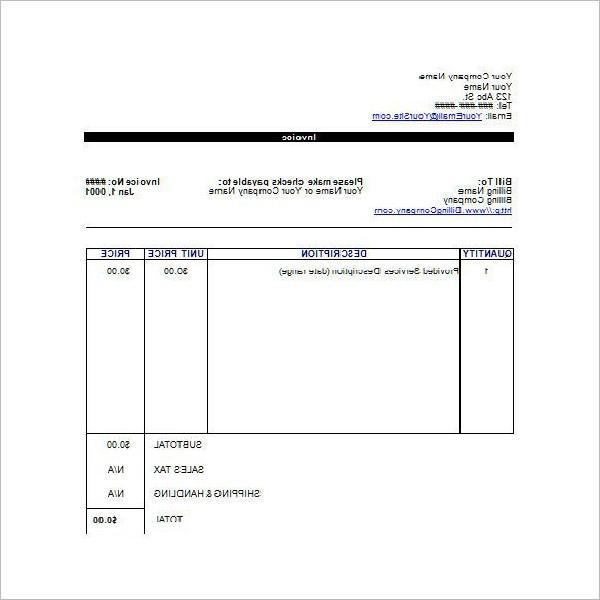 Your Company Name
Your Name
123 Abc St.
Tel: ###-###-####
Email: YourEmail@YourSite.com
Invoice
Bill To: Please make checks payable to: Invoice No: ####
Billing Name Your Name or Your Company Name Jan 1, 0001
Billing Company
http://www.BillingCompany.com
QUANTITY DESCRIPTION UNIT PRICE PRICE
1 Provided Services Description (date range) $0.00 $0.00
SUBTOTAL $0.00
SALES TAX N/A
SHIPPING & HANDLING N/A
TOTAL $0.00